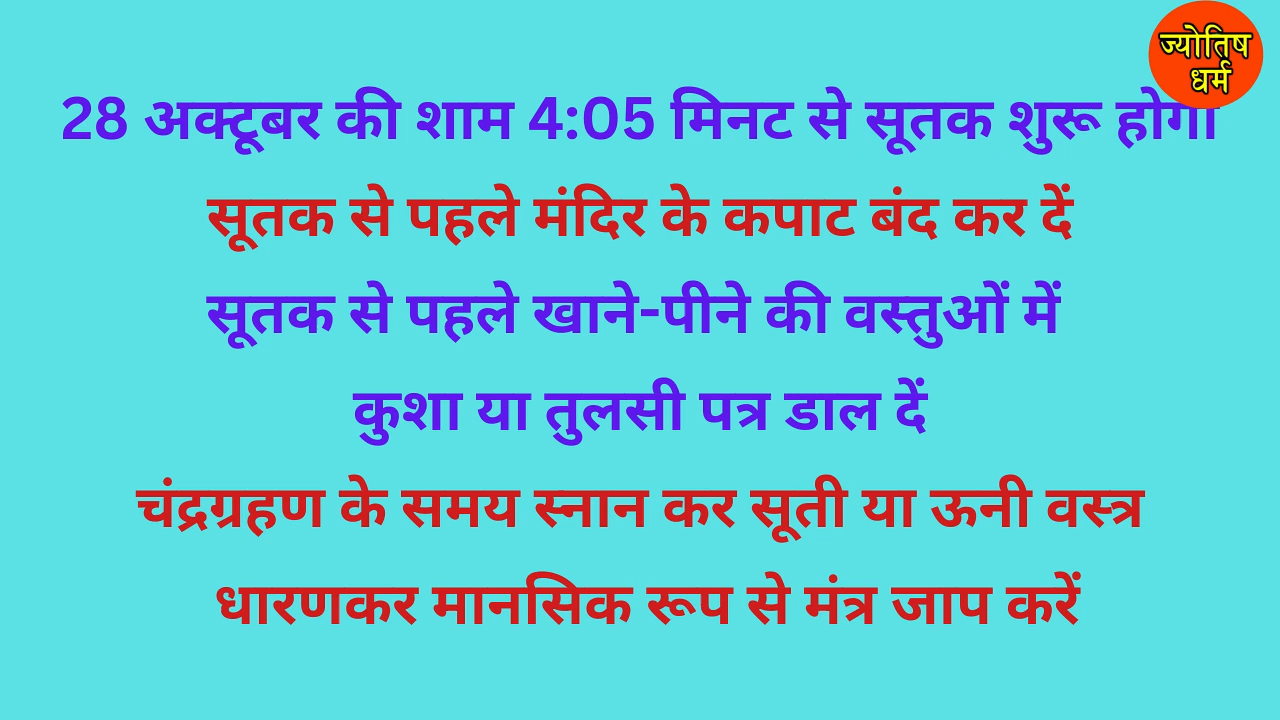 ज्योतिष
धर्म
28 अक्टूबर की शाम 4:05 मिनट से सूतक शुरू होगा
सूतक से पहले मंदिर के कपाट बंद कर दें
सूतक से पहले खाने-पीने की वस्तुओं में
कुशा या तुलसी पत्र डाल दें
चंद्रग्रहण के समय स्नान कर सूती या ऊनी वस्त्र
धारणकर मानसिक रूप से मंत्र जाप करें